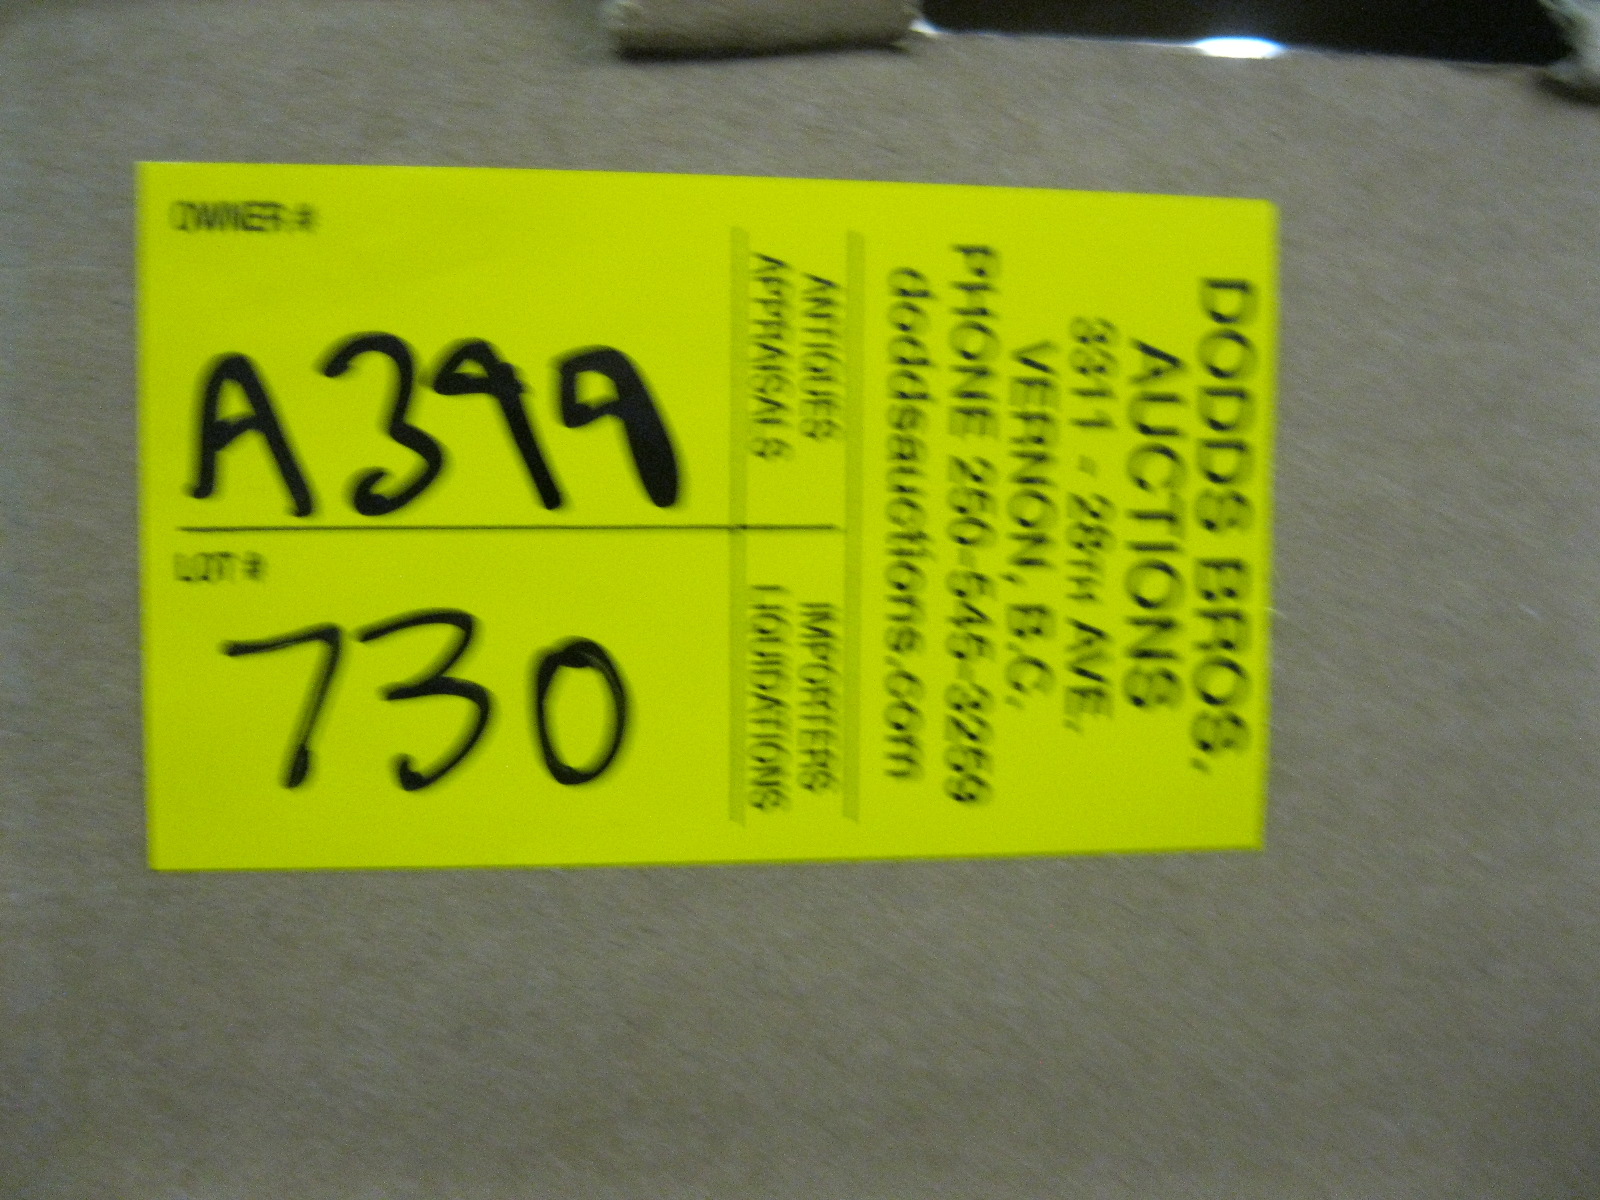 OWNER #
A399
LOT #
730
ANTIQUES
APPRAISALS
IMPORTERS
LIQUIDATIONS
DODDS BROS.
AUCTIONS
3311 - 28TH AVE.
VERNON, B.C.
PHONE 250-545-3259
doddsauctions.com